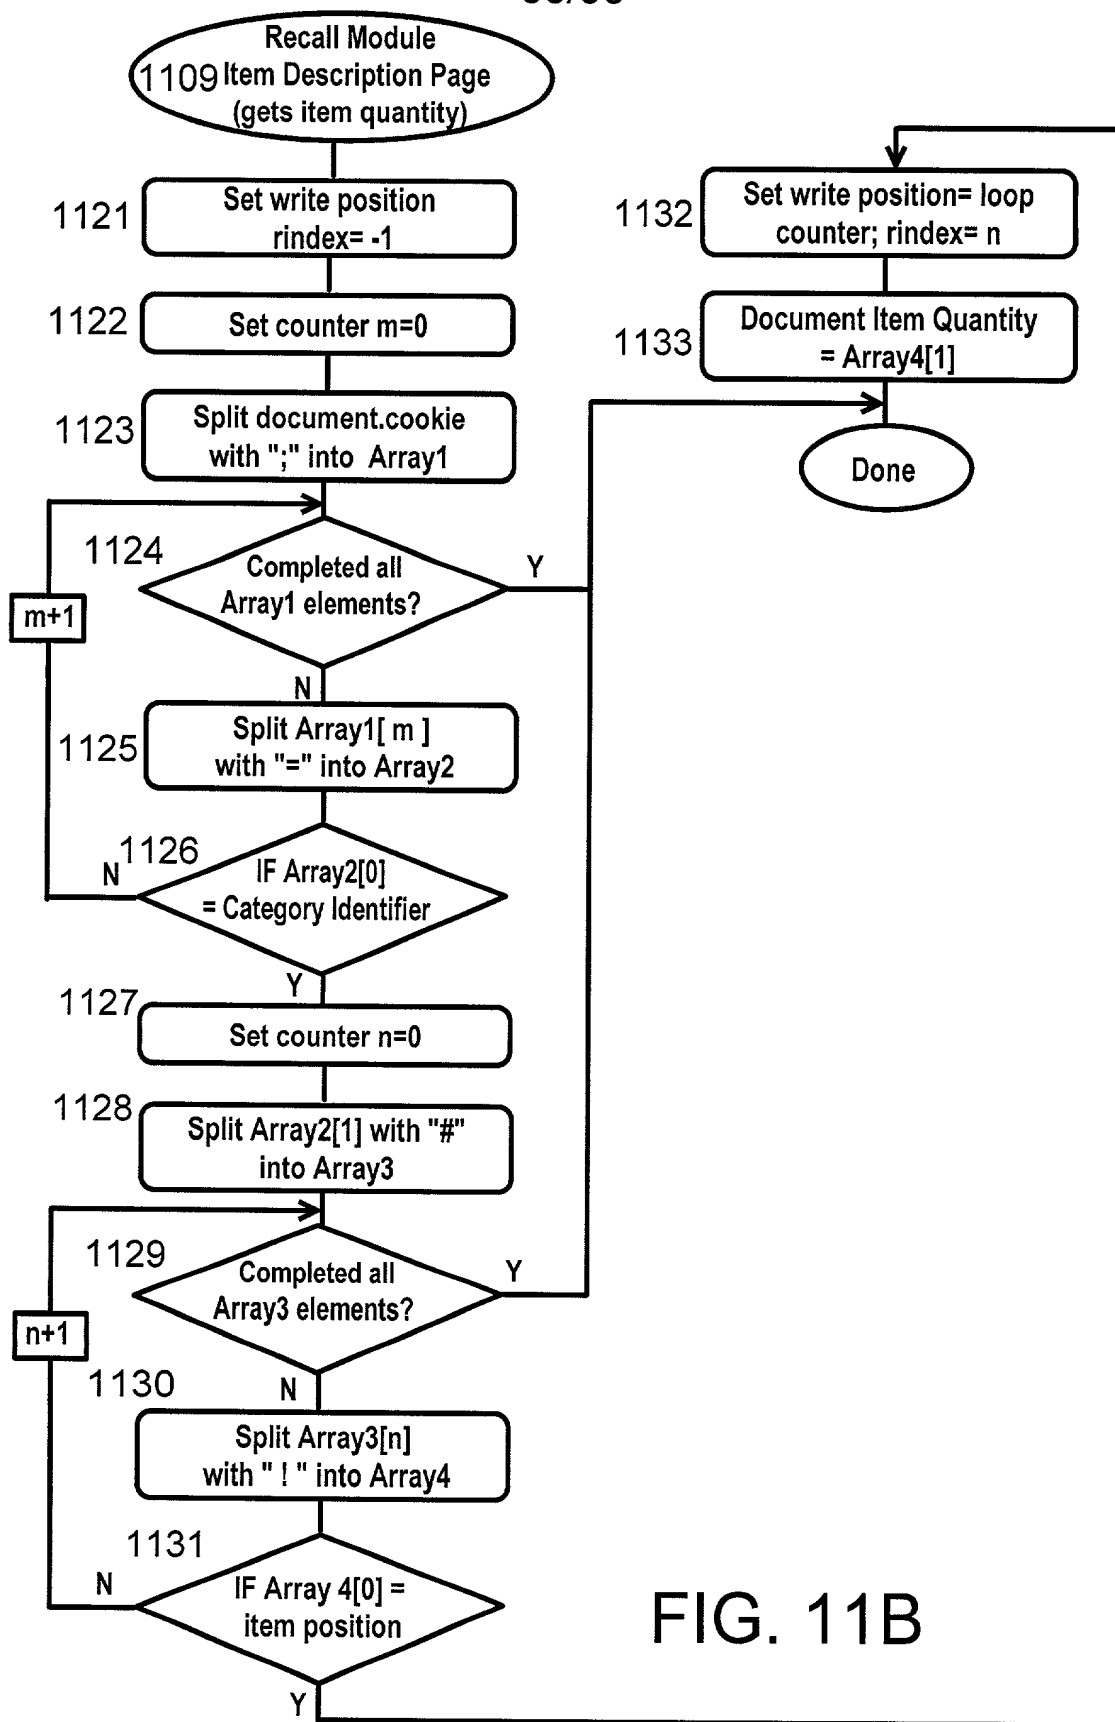 Recall Module
1109 Item Description Page
(gets item quantity)
1121
Set write position
rindex= -1
1122
Set counter m=0
1123
Split document.cookie
with ";" into Array1
1124
Completed all
Array1 elements?
Y
m+1
N
1125
Split Array1[ m ]
with "=" into Array2
1126
N
IF Array2[0]
= Category Identifier
Y
1127
Set counter n=0
1128
Split Array2[1] with "#"
into Array3
1129
Completed all
Array3 elements?
Y
n+1
N
1130
Split Array3[n]
with " ! " into Array4
1131
N
IF Array 4[0] =
item position
Y
1132
Set write position= loop
counter; rindex= n
1133
Document Item Quantity
= Array4[1]
Done
FIG. 11B